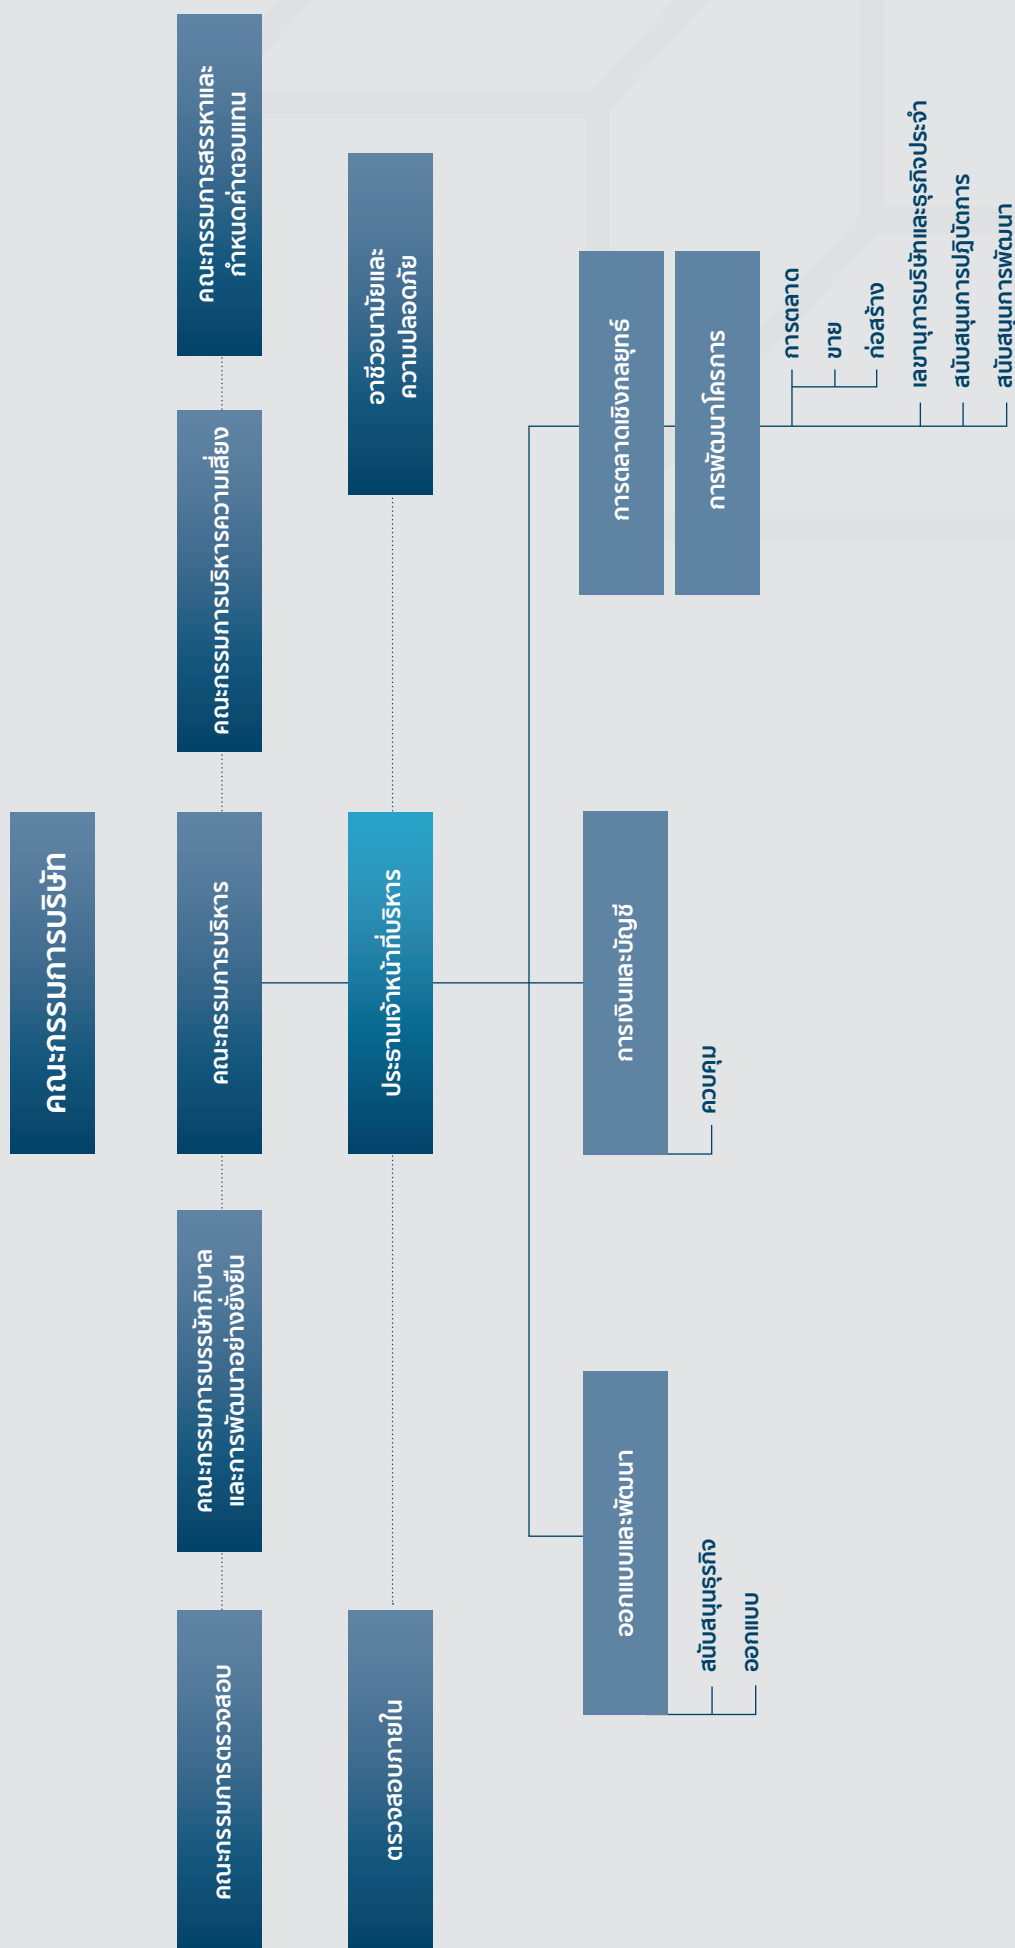 คณะกรรมการบริษัท
คณะกรรมการตรวจสอบ
คณะกรรมการบรรษัทภิบาล
และการพัฒนาอย่างยั่งยืน
คณะกรรมการบริหาร
คณะกรรมการบริหารความเสี่ยง
คณะกรรมการสรรหาและ
กำหนดค่าตอบแทน
ตรวจสอบภายใน
ประธานเจ้าหน้าที่บริหาร
อาชีวอนามัยและ
ความปลอดภัย
ออกแบบและพัฒนา
สนับสนุนธุรกิจ
ออกแบบ
การเงินและบัญชี
ควบคุม
การตลาดเชิงกลยุทธ์
การพัฒนาโครงการ
การตลาด
ขาย
ก่อสร้าง
เลขานุการบริษัทและธุรกิจประจำ
สนับสนุนการปฏิบัติการ
สนับสนุนการพัฒนา